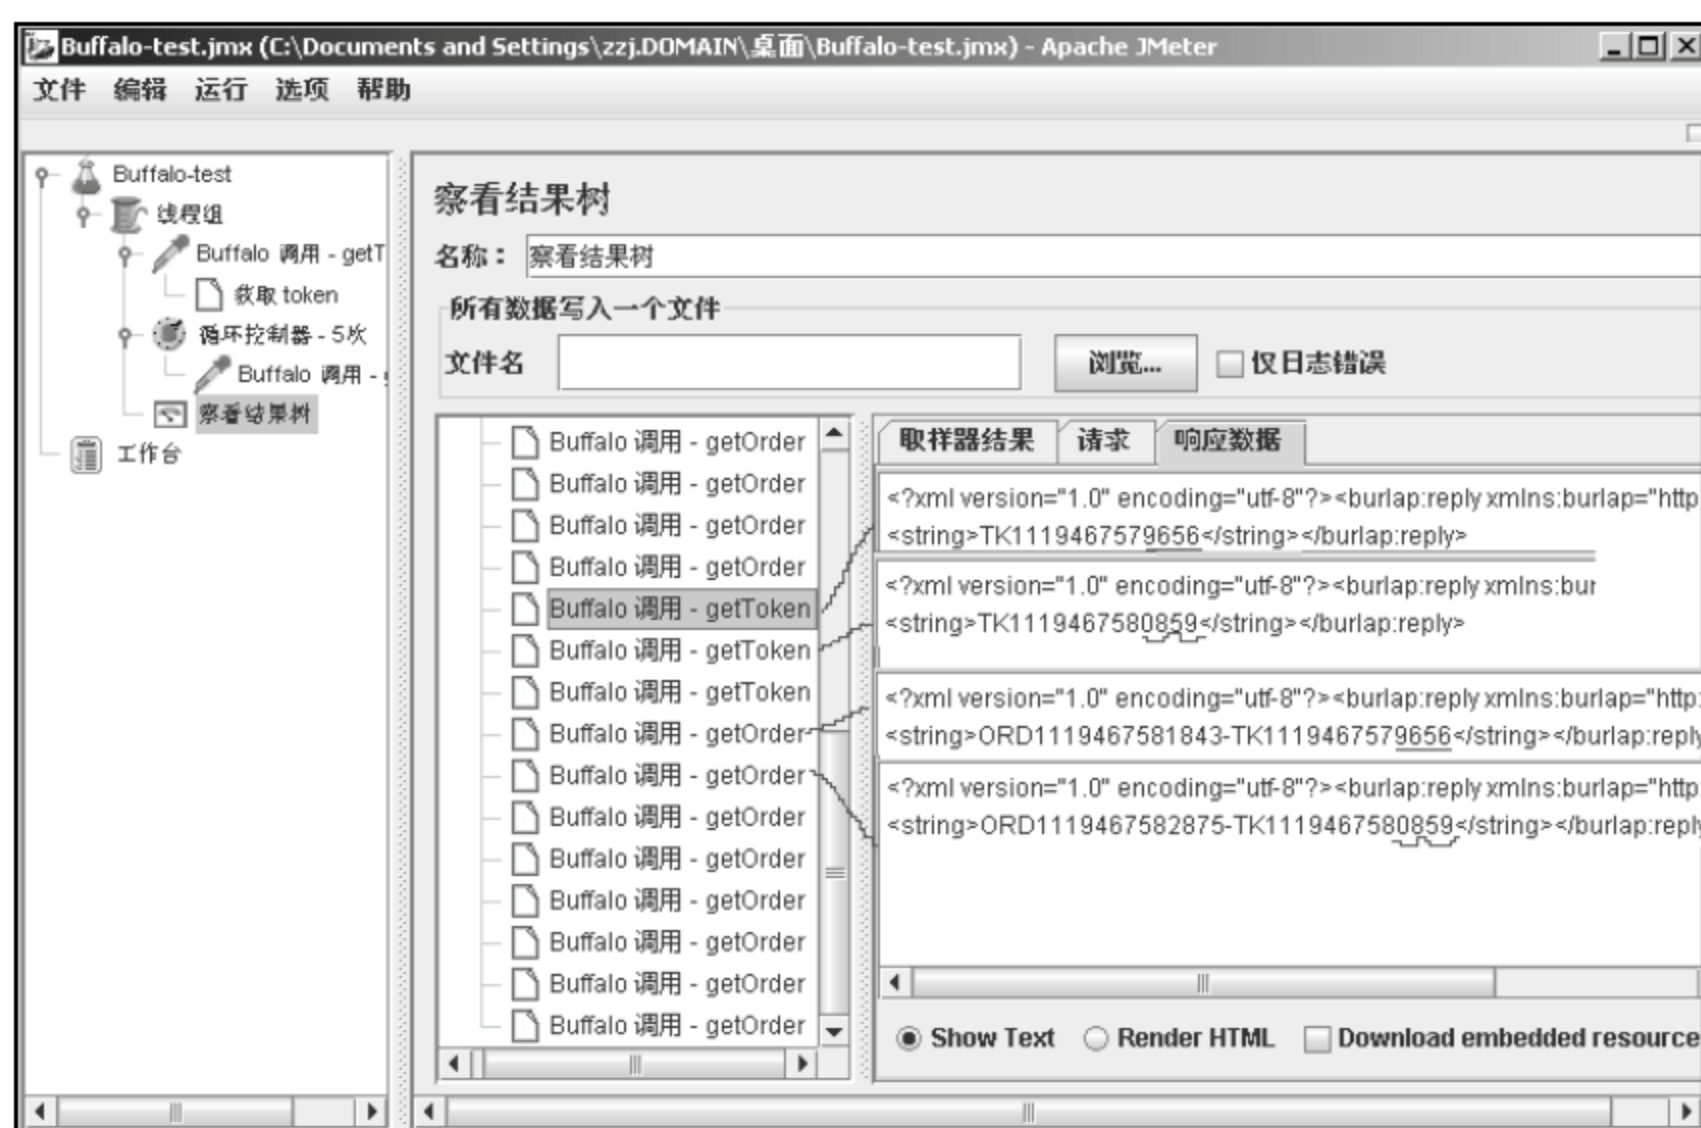 Buffalo-test.jmx (C:\Documents and Settings\zzj.DOMAIN\桌面\Buffalo-test.jmx) - Apache JMeter
文件 编辑 运行 选项 帮助
Buffalo-test
线程组
Buffalo 调用 - getT
获取 token
循环控制器 - 5次
Buffalo 调用 -
察看结果树
工作台
察看结果树
名称： 察看结果树
所有数据写入一个文件
文件名 浏览... 仅日志错误
Buffalo 调用 - getOrder
Buffalo 调用 - getOrder
Buffalo 调用 - getOrder
Buffalo 调用 - getOrder
Buffalo 调用 - getToken
Buffalo 调用 - getToken
Buffalo 调用 - getToken
Buffalo 调用 - getOrder
Buffalo 调用 - getOrder
Buffalo 调用 - getOrder
Buffalo 调用 - getOrder
Buffalo 调用 - getOrder
Buffalo 调用 - getOrder
Buffalo 调用 - getOrder
Buffalo 调用 - getOrder
取样器结果 请求 响应数据
<?xml version="1.0" encoding="utf-8"?><burlap:reply xmlns:burlap="http
<string>TK1119467579656</string></burlap:reply>
<?xml version="1.0" encoding="utf-8"?><burlap:reply xmlns:bur
<string>TK1119467580859</string></burlap:reply>
<?xml version="1.0" encoding="utf-8"?><burlap:reply xmlns:burlap="http:
<string>ORD1119467581843-TK1119467579656</string></burlap:reply
<?xml version="1.0" encoding="utf-8"?><burlap:reply xmlns:burlap="http:
<string>ORD1119467582875-TK1119467580859</string></burlap:reply
Show Text Render HTML Download embedded resource